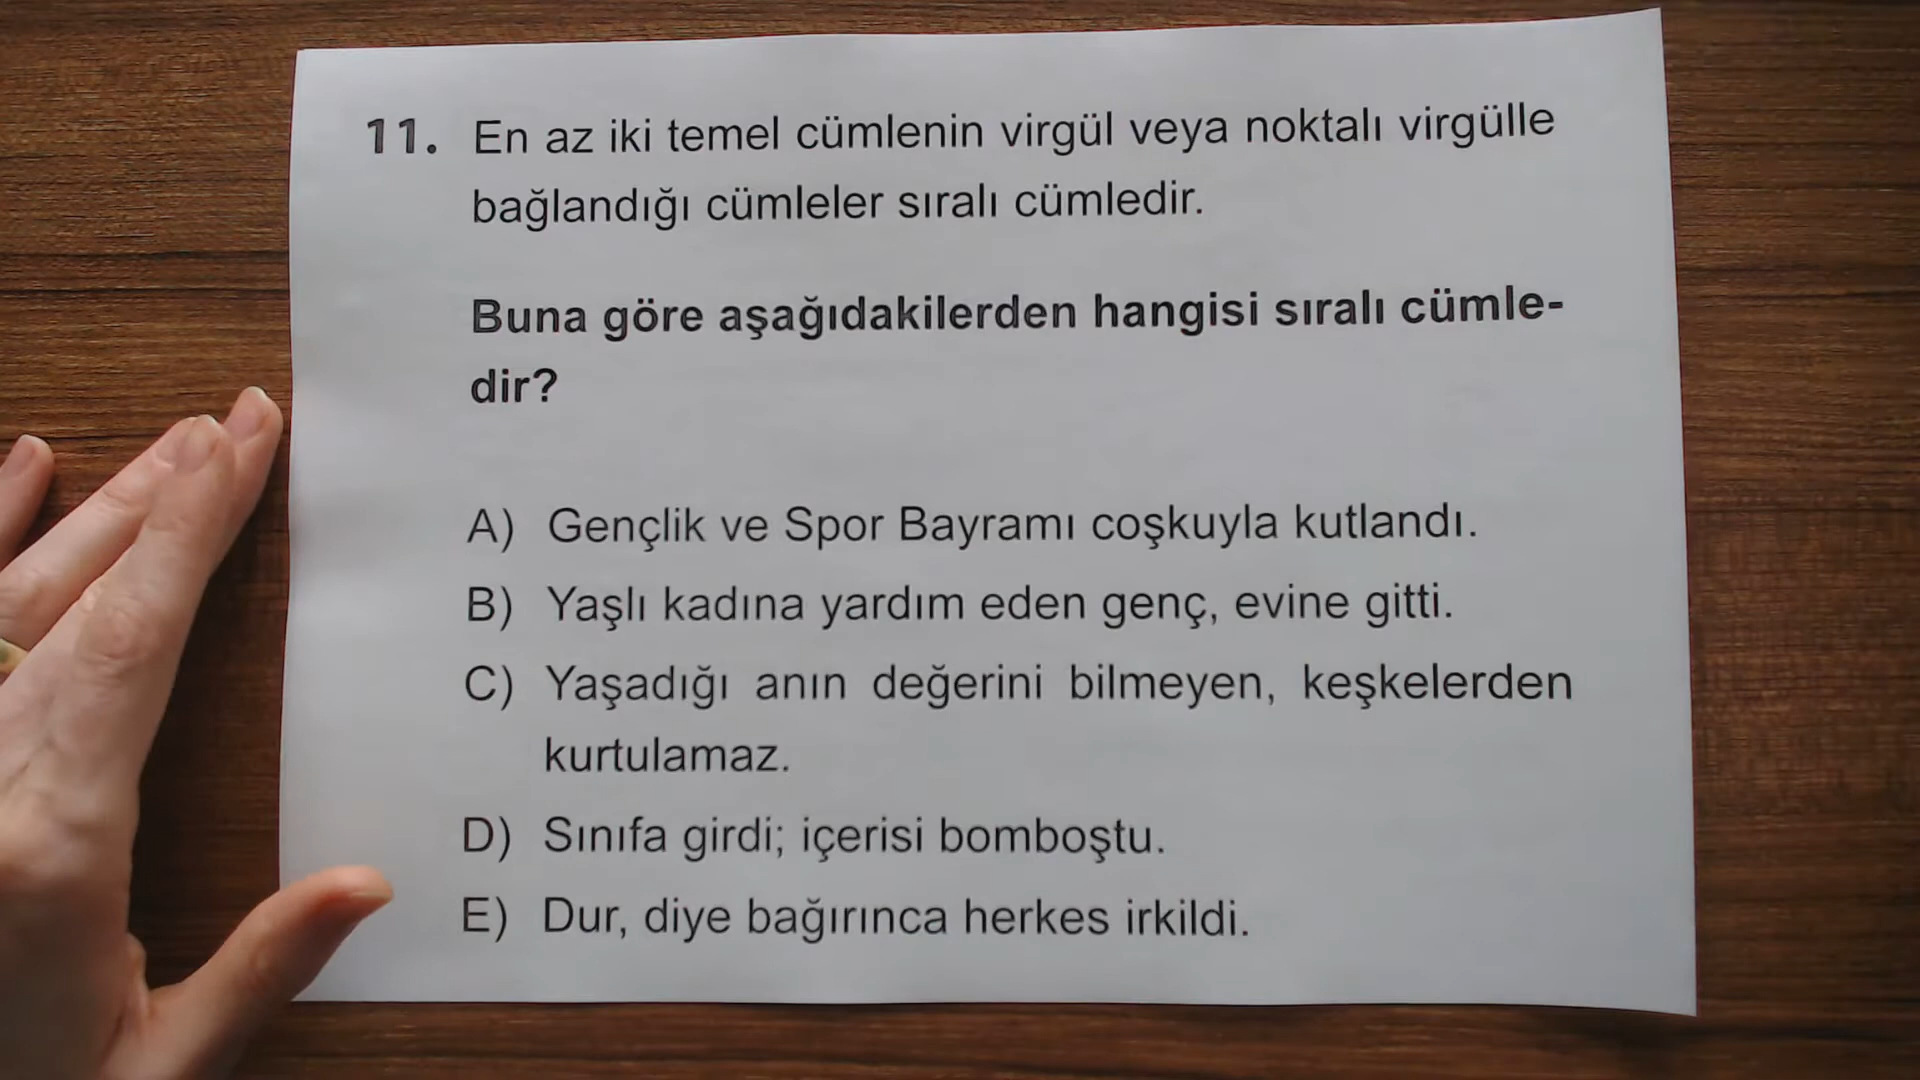 11. En az iki temel cümlenin virgül veya noktalı virgülle
bağlandığı cümleler sıralı cümledir.
Buna göre aşağıdakilerden hangisi sıralı cümle-
dir?
A) Gençlik ve Spor Bayramı coşkuyla kutlandı.
B) Yaşlı kadına yardım eden genç, evine gitti.
C) Yaşadığı anın değerini bilmeyen, keşkelerden
kurtulamaz.
D) Sınıfa girdi; içerisi bomboştu.
E) Dur, diye bağırınca herkes irkildi.